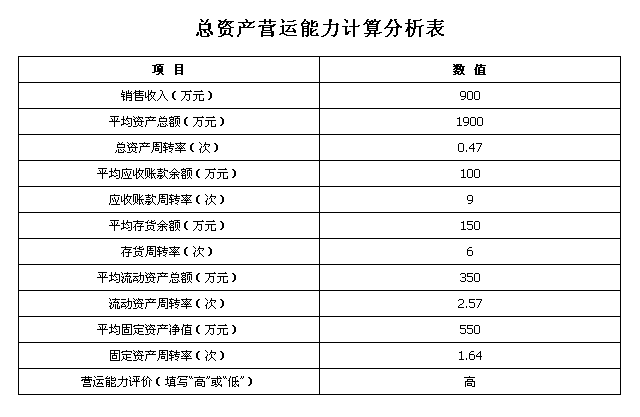 总资产营运能力计算分析表
项 目 数 值
销售收入（万元） 900
平均资产总额（万元） 1900
总资产周转率（次） 0.47
平均应收账款余额（万元） 100
应收账款周转率（次） 9
平均存货余额（万元） 150
存货周转率（次） 6
平均流动资产总额（万元） 350
流动资产周转率（次） 2.57
平均固定资产净值（万元） 550
固定资产周转率（次） 1.64
营运能力评价（填写“高”或“低”） 高